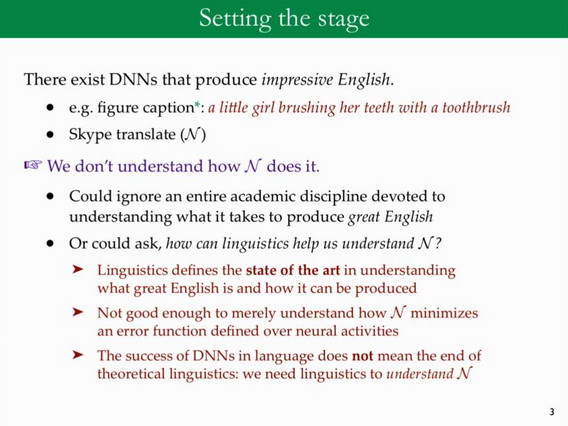 Setting the stage
There exist DNNs that produce impressive English.
● e.g. figure caption*: a little girl brushing her teeth with a toothbrush
● Skype translate (𝒩)
☞ We don't understand how 𝒩 does it.
● Could ignore an entire academic discipline devoted to
understanding what it takes to produce great English
● Or could ask, how can linguistics help us understand 𝒩?
➤ Linguistics defines the state of the art in understanding
what great English is and how it can be produced
➤ Not good enough to merely understand how 𝒩 minimizes
an error function defined over neural activities
➤ The success of DNNs in language does not mean the end of
theoretical linguistics: we need linguistics to understand 𝒩
3